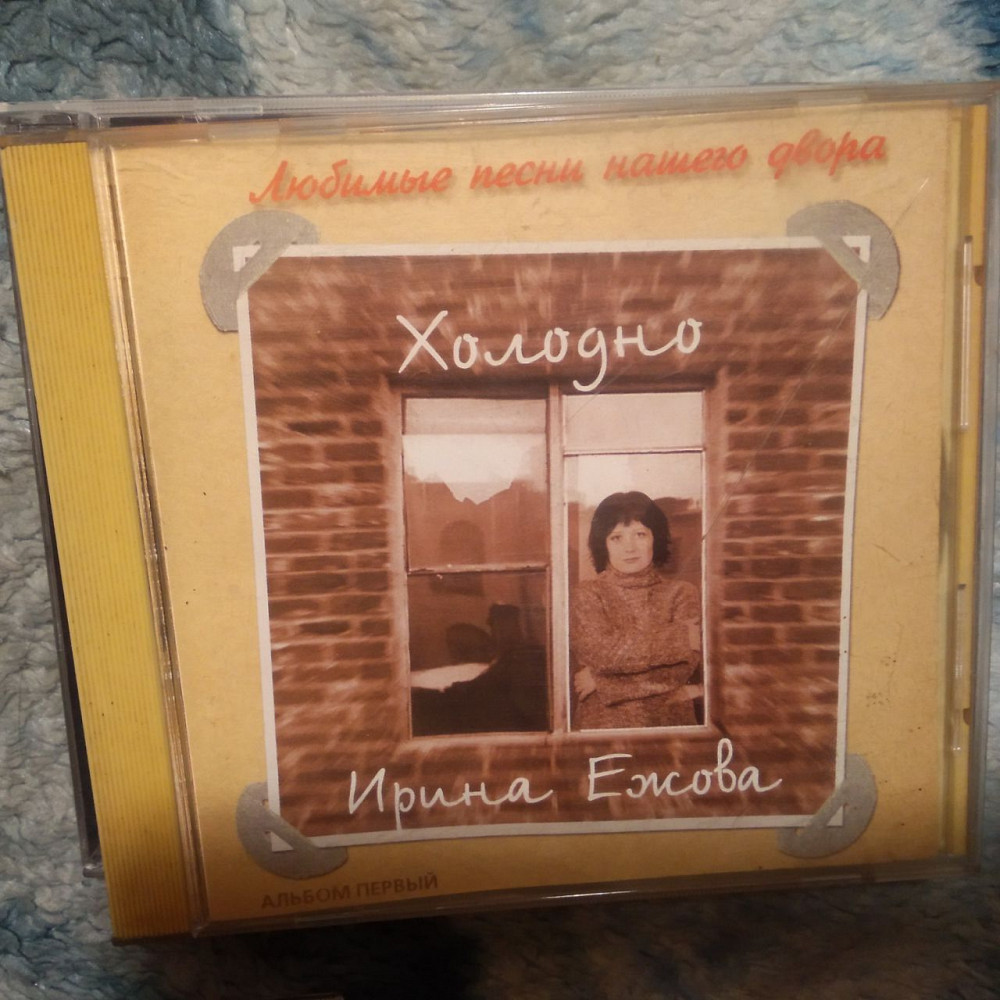 Любимые песни нашего двора
Холодно
Ирина Ежова
АЛЬБОМ ПЕРВЫЙ